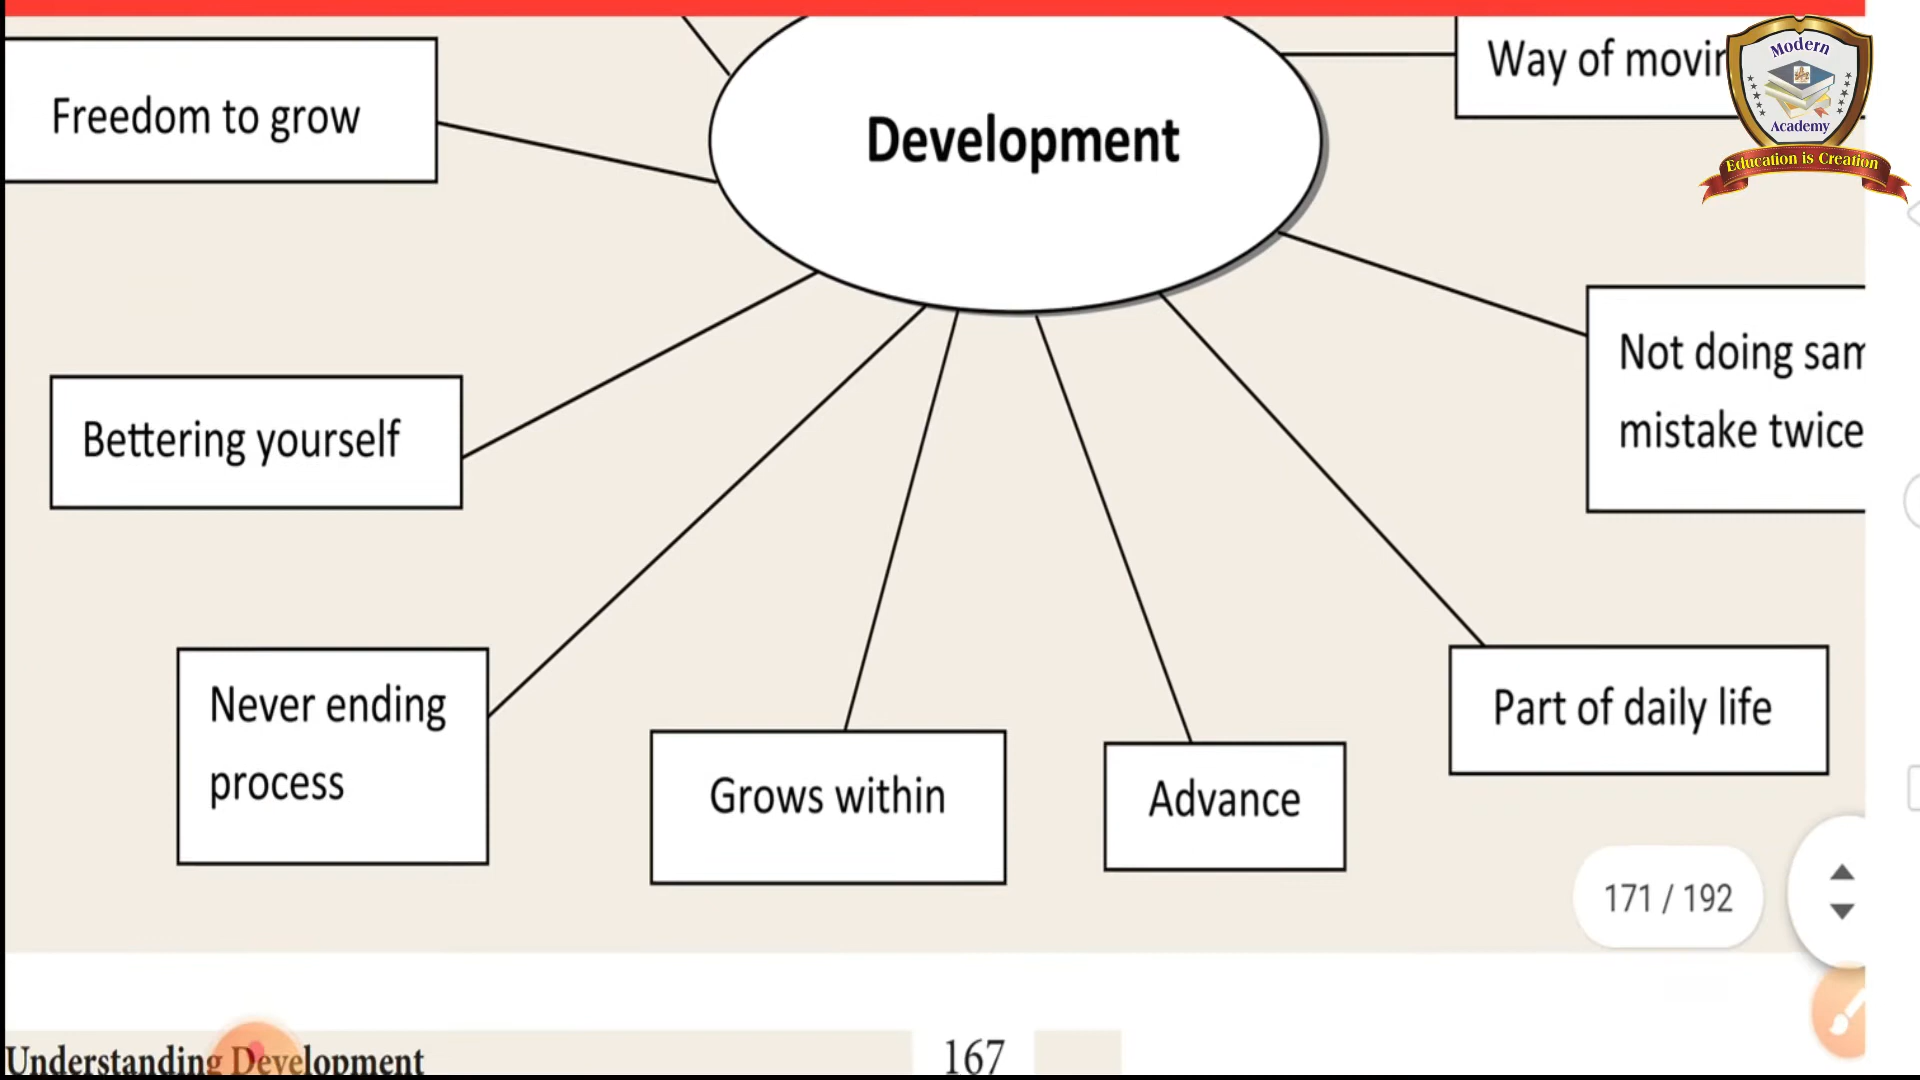 Way of movin
Modern
Academy
Education is Creation
Freedom to grow
Development
Not doing sam
mistake twice
Bettering yourself
Never ending
process
Grows within
Advance
Part of daily life
171 / 192
Understanding Development
167